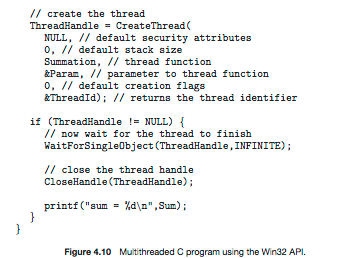 // create the thread
ThreadHandle = CreateThread(
NULL, // default security attributes
0, // default stack size
Summation, // thread function
&Param, // parameter to thread function
0, // default creation flags
&ThreadId); // returns the thread identifier
if (ThreadHandle != NULL) {
// now wait for the thread to finish
WaitForSingleObject(ThreadHandle,INFINITE);
// close the thread handle
CloseHandle(ThreadHandle);
printf("sum = %d\n",Sum);
}
}
Figure 4.10 Multithreaded C program using the Win32 API.